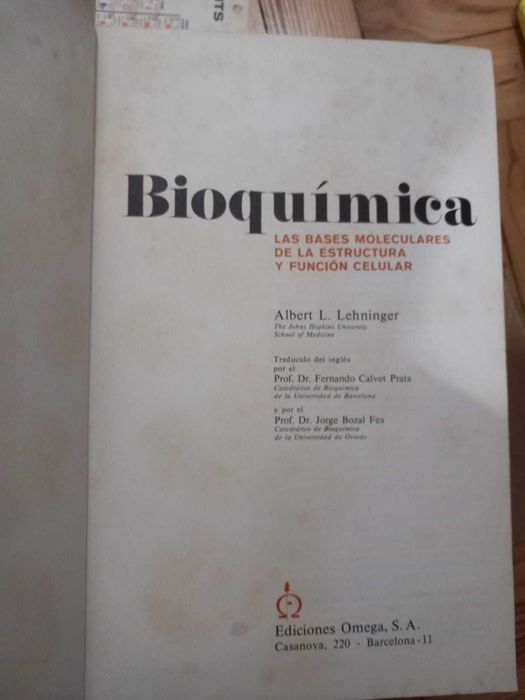 Bioquímica
LAS BASES MOLECULARES
DE LA ESTRUCTURA
Y FUNCIÓN CELULAR
Albert L. Lehninger
The Johns Hopkins University
School of Medicine
Traducido del inglés
por el
Prof. Dr. Fernando Calvet Prats
Catedrático de Bioquímica
de la Universidad de Barcelona
y por el
Prof. Dr. Jorge Bozal Fes
Catedrático de Bioquímica
de la Universidad de Oviedo
Ediciones Omega, S. A.
Casanova, 220 - Barcelona-11